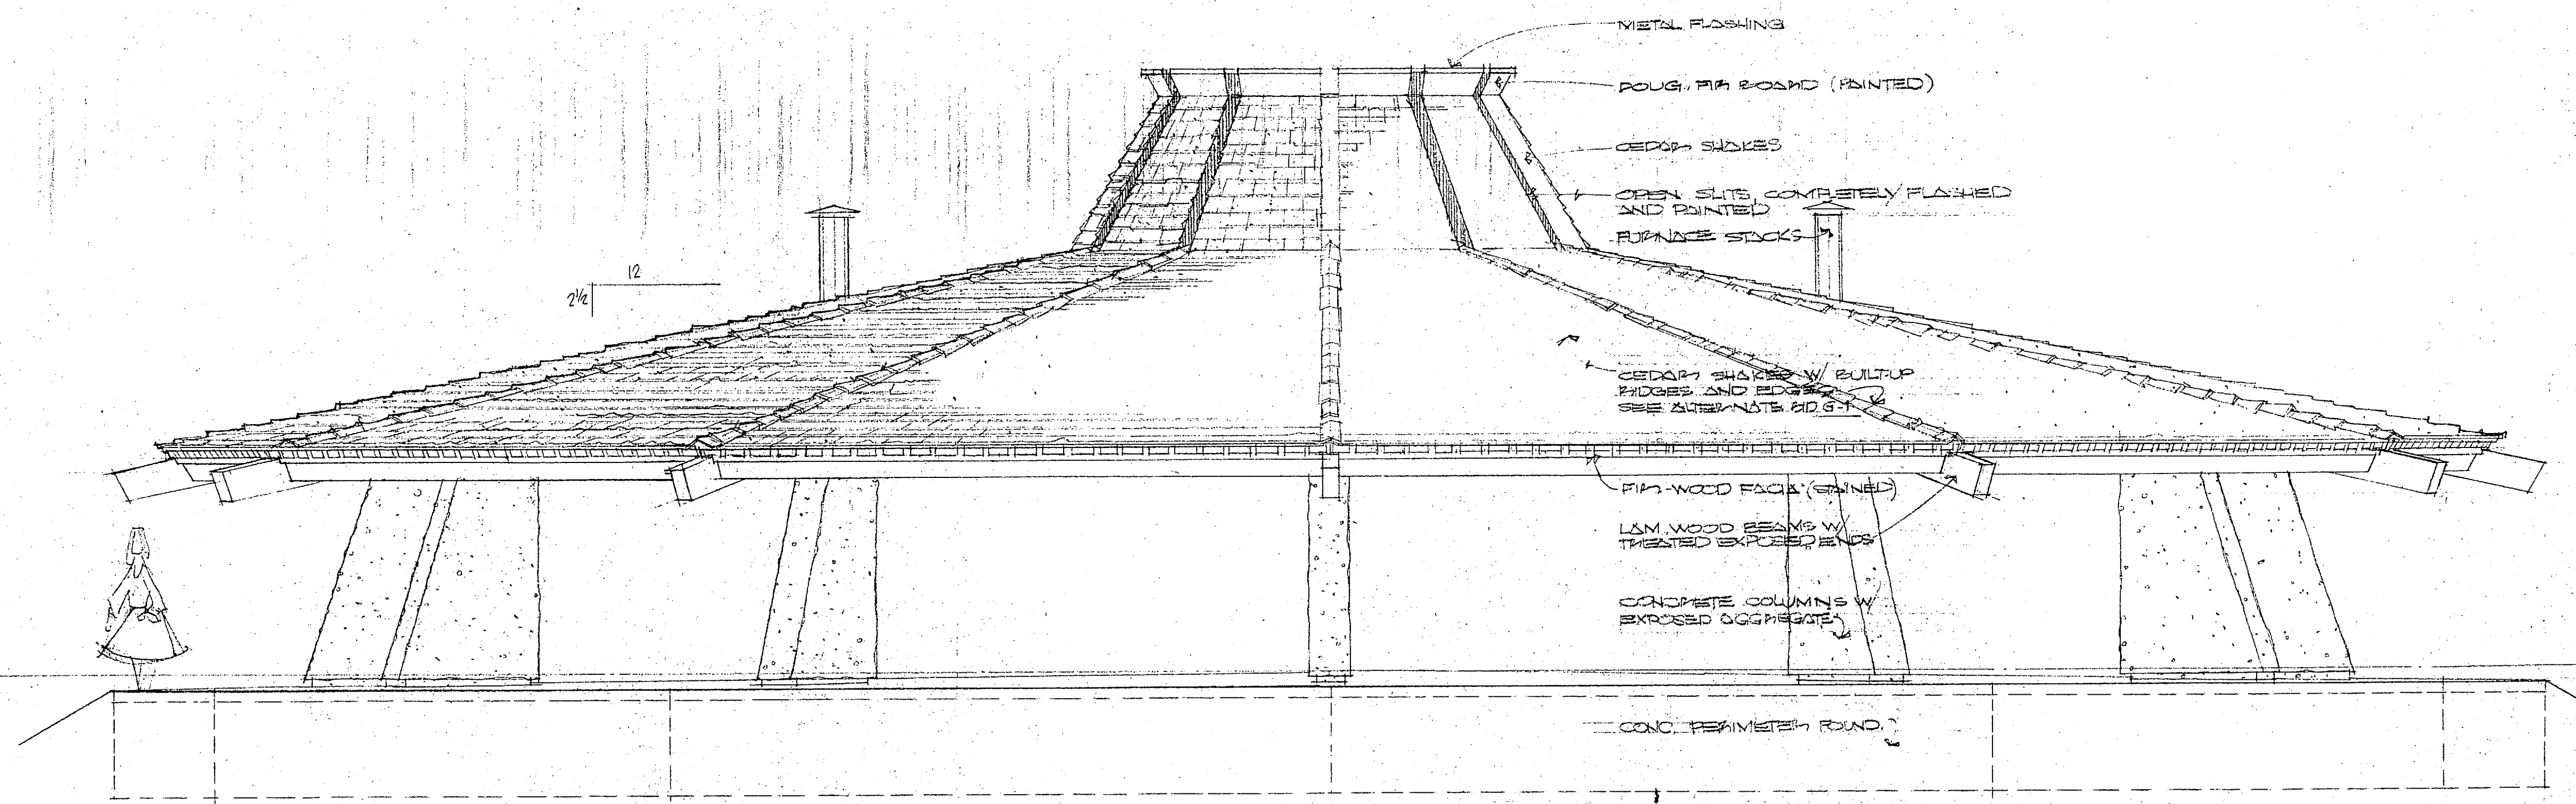 METAL FLASHING
DOUG. FIR BOARD (PAINTED)
CEDAR SHAKES
OPEN SLITS, COMPLETELY FLASHED
AND PAINTED
FURNACE STACKS
12
2½
CEDAR SHAKES W/ BUILT-UP
RIDGES AND EDGES
SEE ALTERNATE BID G-1
FIR-WOOD FACIA (STAINED)
LAM. WOOD BEAMS W/
TREATED EXPOSED ENDS
CONCRETE COLUMNS W/
EXPOSED AGGREGATE
CONC. PERIMETER FOUND.